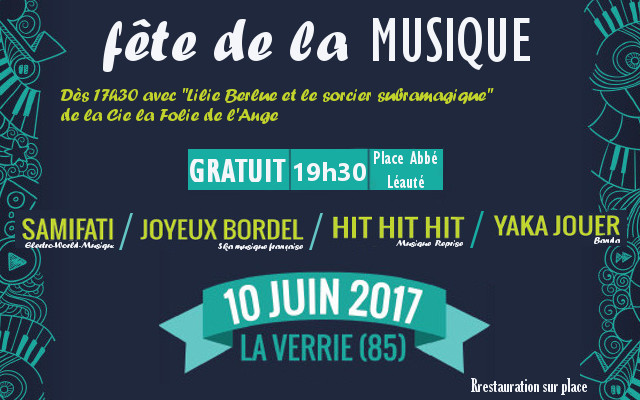 fête de la MUSIQUE
Dès 17H30 avec "Lilie Berlue et le sorcier subramagique"
de la Cie la Folie de l'Ange
GRATUIT 19h30 Place Abbé
Léauté
SAMIFATI / JOYEUX BORDEL / HIT HIT HIT / YAKA JOUER
Electro-World-Musique Ska musique française Musique Reprise Banda
10 JUIN 2017
LA VERRIE (85)
Rrestauration sur place